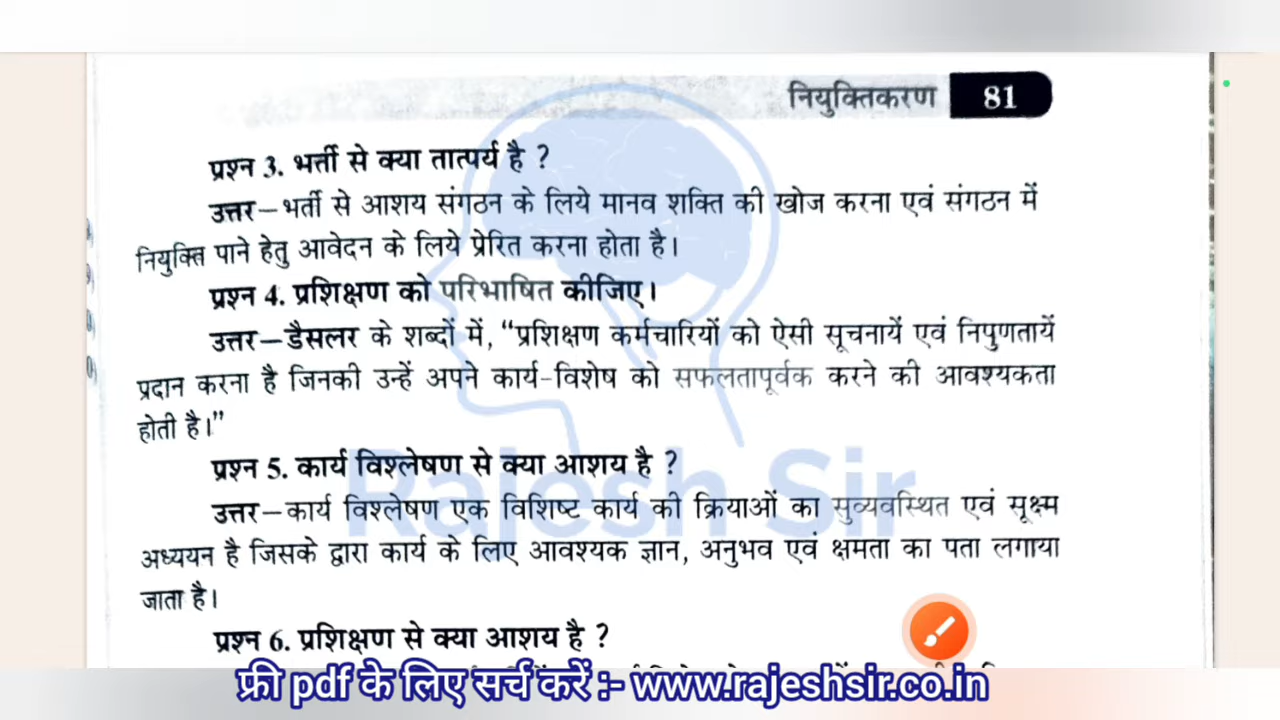 नियुक्तिकरण 81
प्रश्न 3. भर्ती से क्या तात्पर्य है ?
उत्तर–भर्ती से आशय संगठन के लिये मानव शक्ति की खोज करना एवं संगठन में
नियुक्ति पाने हेतु आवेदन के लिये प्रेरित करना होता है।
प्रश्न 4. प्रशिक्षण को परिभाषित कीजिए।
उत्तर–डैसलर के शब्दों में, “प्रशिक्षण कर्मचारियों को ऐसी सूचनायें एवं निपुणतायें
प्रदान करना है जिनकी उन्हें अपने कार्य-विशेष को सफलतापूर्वक करने की आवश्यकता
होती है।”
प्रश्न 5. कार्य विश्लेषण से क्या आशय है ?
Rajesh Sir
उत्तर–कार्य विश्लेषण एक विशिष्ट कार्य की क्रियाओं का सुव्यवस्थित एवं सूक्ष्म
अध्ययन है जिसके द्वारा कार्य के लिए आवश्यक ज्ञान, अनुभव एवं क्षमता का पता लगाया
जाता है।
प्रश्न 6. प्रशिक्षण से क्या आशय है ?
फ्री pdf के लिए सर्च करें :- www.rajeshsir.co.in